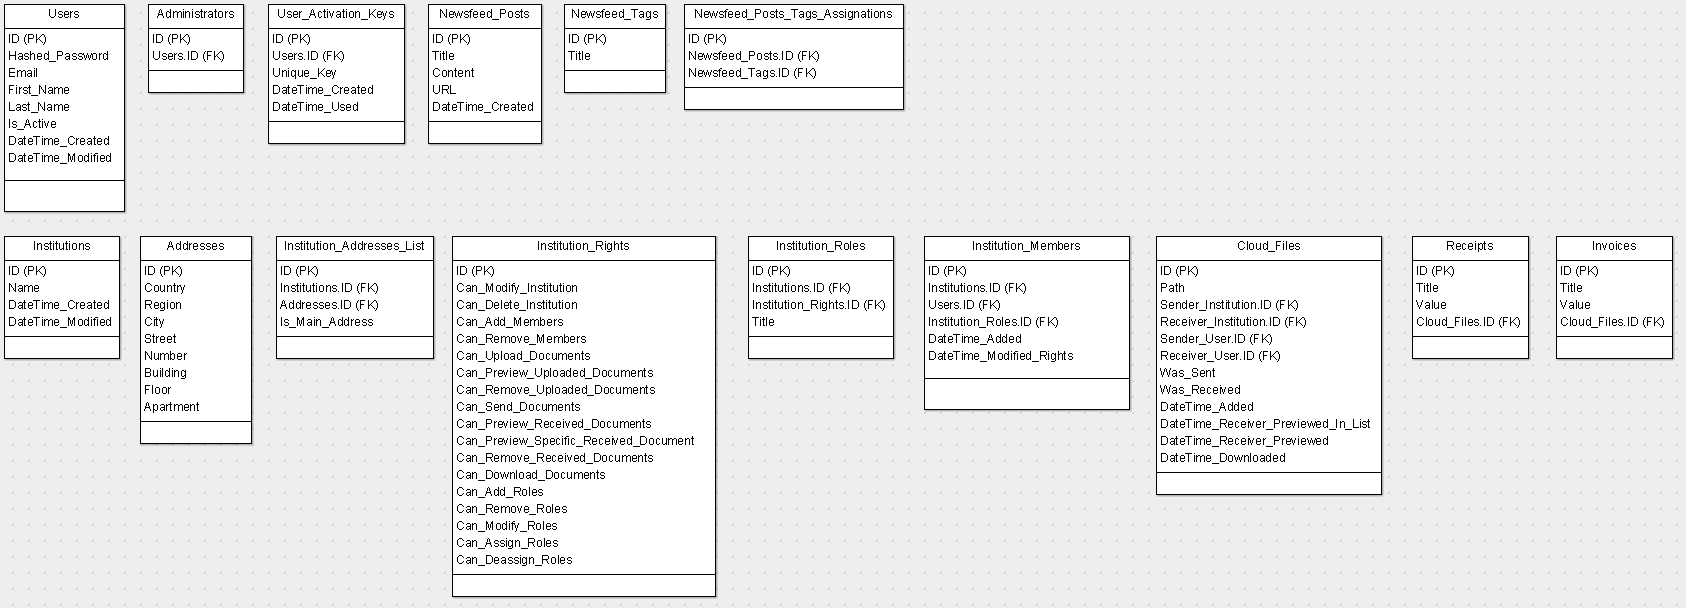 Users
ID (PK)
Hashed_Password
Email
First_Name
Last_Name
Is_Active
DateTime_Created
DateTime_Modified
Administrators
ID (PK)
Users.ID (FK)
User_Activation_Keys
ID (PK)
Users.ID (FK)
Unique_Key
DateTime_Created
DateTime_Used
Newsfeed_Posts
ID (PK)
Title
Content
URL
DateTime_Created
Newsfeed_Tags
ID (PK)
Title
Newsfeed_Posts_Tags_Assignations
ID (PK)
Newsfeed_Posts.ID (FK)
Newsfeed_Tags.ID (FK)
Institutions
ID (PK)
Name
DateTime_Created
DateTime_Modified
Addresses
ID (PK)
Country
Region
City
Street
Number
Building
Floor
Apartment
Institution_Addresses_List
ID (PK)
Institutions.ID (FK)
Addresses.ID (FK)
Is_Main_Address
Institution_Rights
ID (PK)
Can_Modify_Institution
Can_Delete_Institution
Can_Add_Members
Can_Remove_Members
Can_Upload_Documents
Can_Preview_Uploaded_Documents
Can_Remove_Uploaded_Documents
Can_Send_Documents
Can_Preview_Received_Documents
Can_Preview_Specific_Received_Document
Can_Remove_Received_Documents
Can_Download_Documents
Can_Add_Roles
Can_Remove_Roles
Can_Modify_Roles
Can_Assign_Roles
Can_Deassign_Roles
Institution_Roles
ID (PK)
Institutions.ID (FK)
Institution_Rights.ID (FK)
Title
Institution_Members
ID (PK)
Institutions.ID (FK)
Users.ID (FK)
Institution_Roles.ID (FK)
DateTime_Added
DateTime_Modified_Rights
Cloud_Files
ID (PK)
Path
Sender_Institution.ID (FK)
Receiver_Institution.ID (FK)
Sender_User.ID (FK)
Receiver_User.ID (FK)
Was_Sent
Was_Received
DateTime_Added
DateTime_Receiver_Previewed_In_List
DateTime_Receiver_Previewed
DateTime_Downloaded
Receipts
ID (PK)
Title
Value
Cloud_Files.ID (FK)
Invoices
ID (PK)
Title
Value
Cloud_Files.ID (FK)